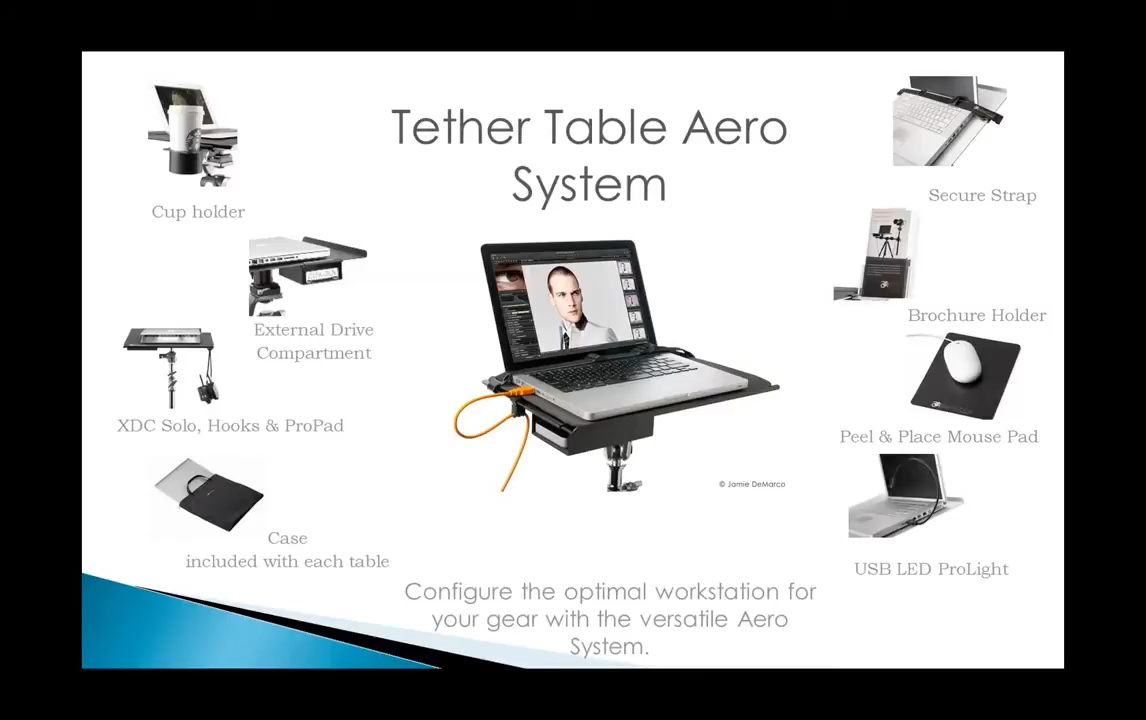 Tether Table Aero
System
Cup holder
External Drive
Compartment
XDC Solo, Hooks & ProPad
Case
included with each table
Secure Strap
Brochure Holder
Peel & Place Mouse Pad
USB LED ProLight
© Jamie DeMarco
Configure the optimal workstation for
your gear with the versatile Aero
System.